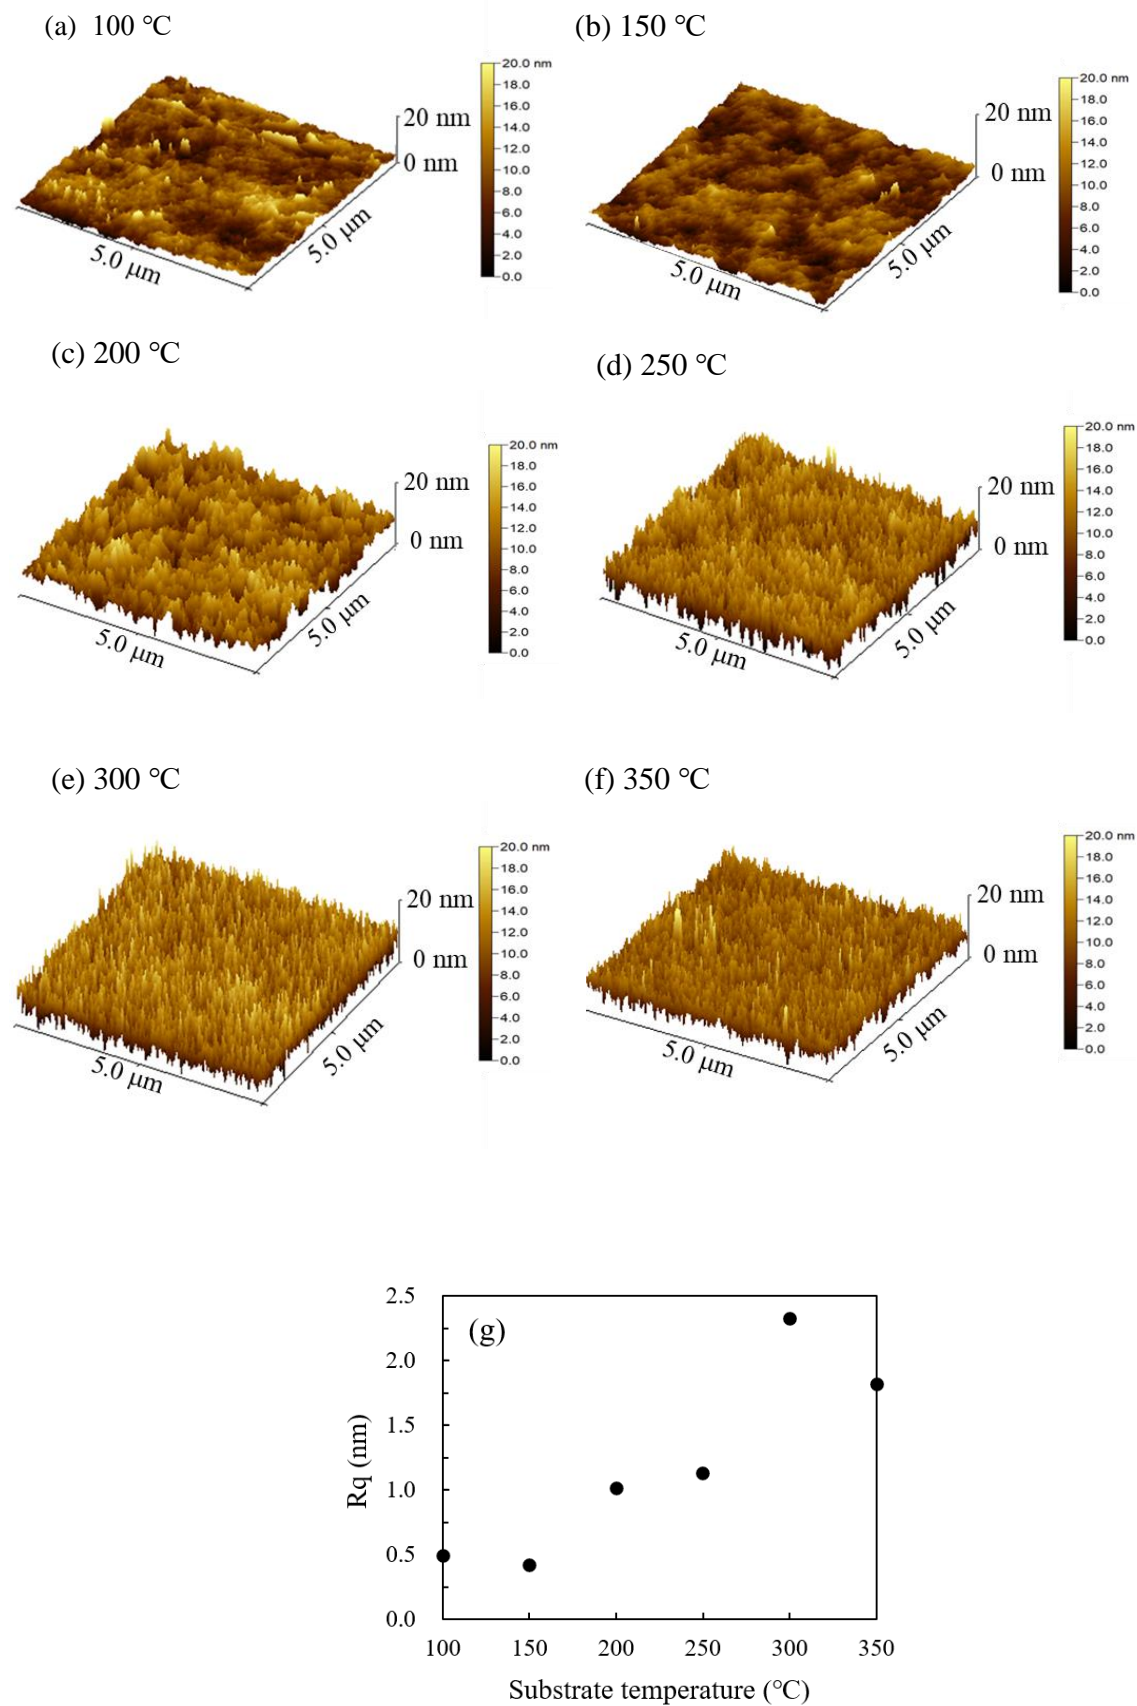 (a) 100 ℃
20.0 nm
18.0
16.0
14.0
12.0
10.0
8.0
6.0
4.0
2.0
0.0
20 nm
0 nm
5.0 μm
5.0 μm
(b) 150 ℃
20.0 nm
18.0
16.0
14.0
12.0
10.0
8.0
6.0
4.0
2.0
0.0
20 nm
0 nm
5.0 μm
5.0 μm
(c) 200 ℃
20.0 nm
18.0
16.0
14.0
12.0
10.0
8.0
6.0
4.0
2.0
0.0
20 nm
0 nm
5.0 μm
5.0 μm
(d) 250 ℃
20.0 nm
18.0
16.0
14.0
12.0
10.0
8.0
6.0
4.0
2.0
0.0
20 nm
0 nm
5.0 μm
5.0 μm
(e) 300 ℃
20.0 nm
18.0
16.0
14.0
12.0
10.0
8.0
6.0
4.0
2.0
0.0
20 nm
0 nm
5.0 μm
5.0 μm
(f) 350 ℃
20.0 nm
18.0
16.0
14.0
12.0
10.0
8.0
6.0
4.0
2.0
0.0
20 nm
0 nm
5.0 μm
5.0 μm
(g)
2.5
2.0
1.5
1.0
0.5
0.0
Rq (nm)
100 150 200 250 300 350
Substrate temperature (℃)